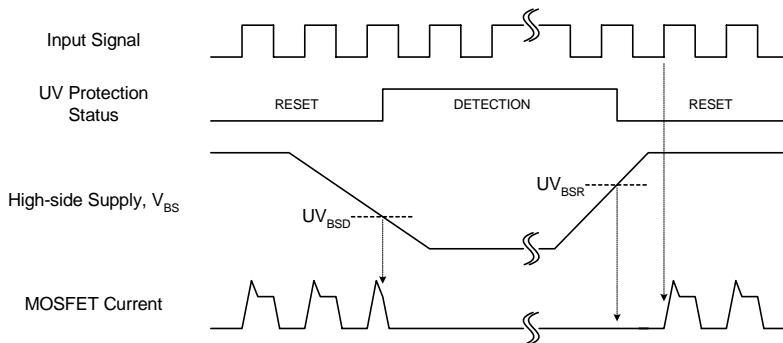 Input Signal
UV Protection
Status
RESET
DETECTION
RESET
High-side Supply, V_BS
UV_BSD
UV_BSR
MOSFET Current